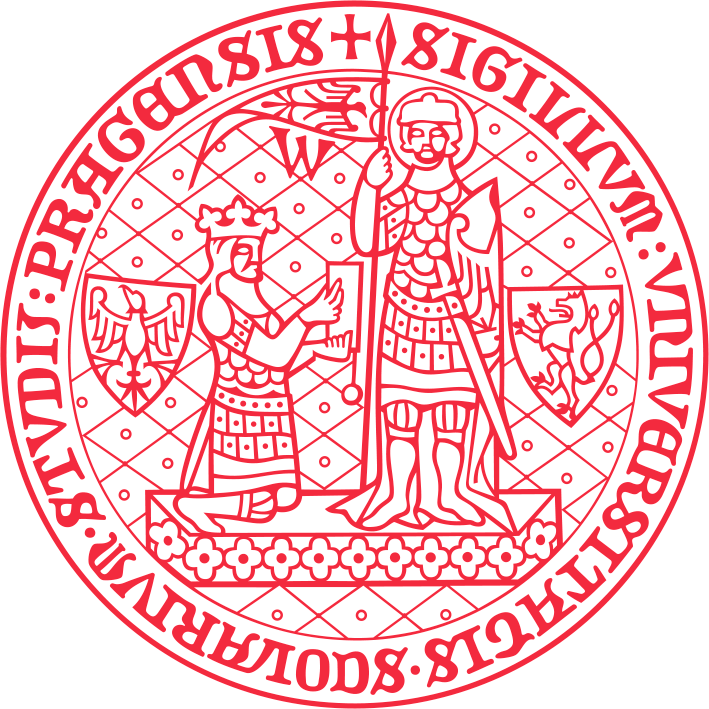 ✝ SIGILLVM : VNIVERSITATIS · SCOLARIVM · STVDII : PRAGENSIS
W